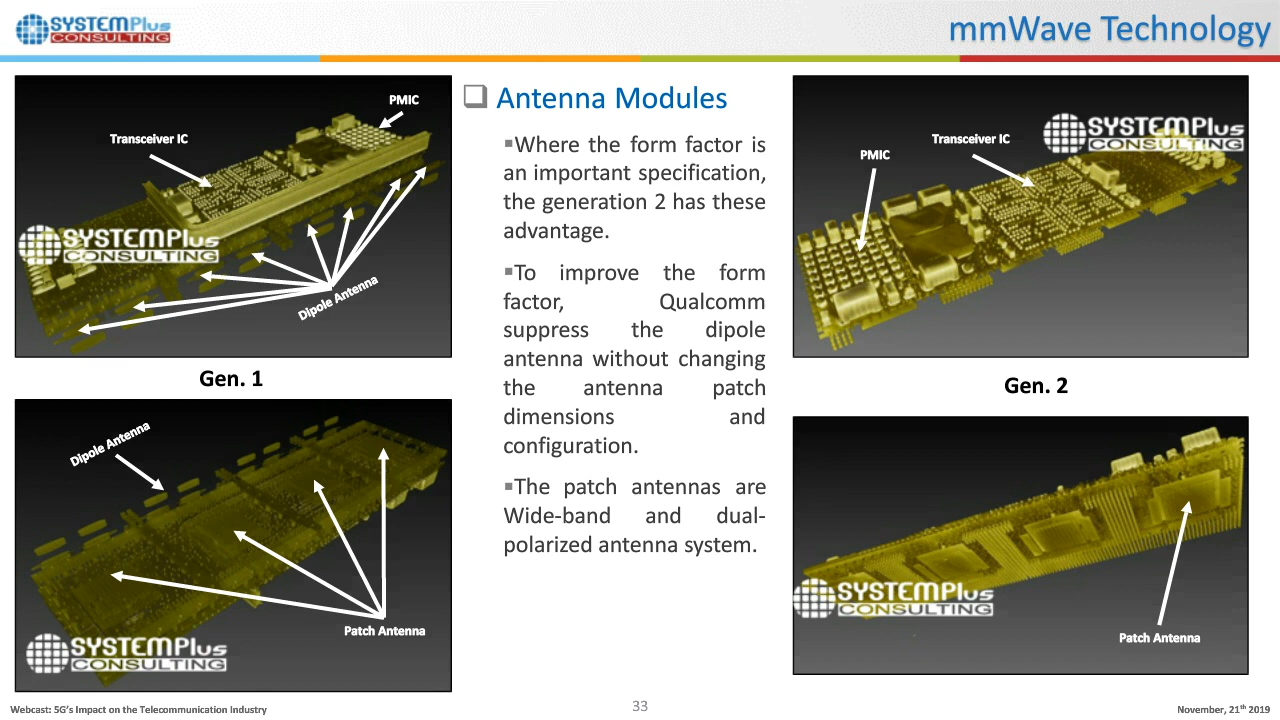 SYSTEMPlus
CONSULTING
mmWave Technology
PMIC
Transceiver IC
SYSTEMPlus
CONSULTING
Dipole Antenna
Gen. 1
Dipole Antenna
Patch Antenna
SYSTEMPlus
CONSULTING
❑ Antenna Modules
▪Where the form factor is
an important specification,
the generation 2 has these
advantage.
▪To improve the form
factor, Qualcomm
suppress the dipole
antenna without changing
the antenna patch
dimensions and
configuration.
▪The patch antennas are
Wide-band and dual-
polarized antenna system.
SYSTEMPlus
CONSULTING
Transceiver IC
PMIC
Gen. 2
SYSTEMPlus
CONSULTING
Patch Antenna
Webcast: 5G's Impact on the Telecommunication Industry
33
November, 21th 2019